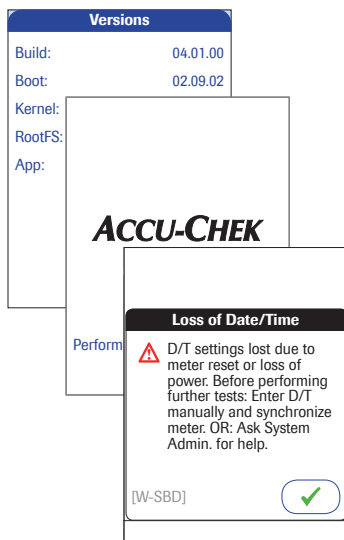 Versions
Build: 04.01.00
Boot: 02.09.02
Kernel:
RootFS:
App:
ACCU-CHEK
Perform
Loss of Date/Time
D/T settings lost due to
meter reset or loss of
power. Before performing
further tests: Enter D/T
manually and synchronize
meter. OR: Ask System
Admin. for help.
[W-SBD]